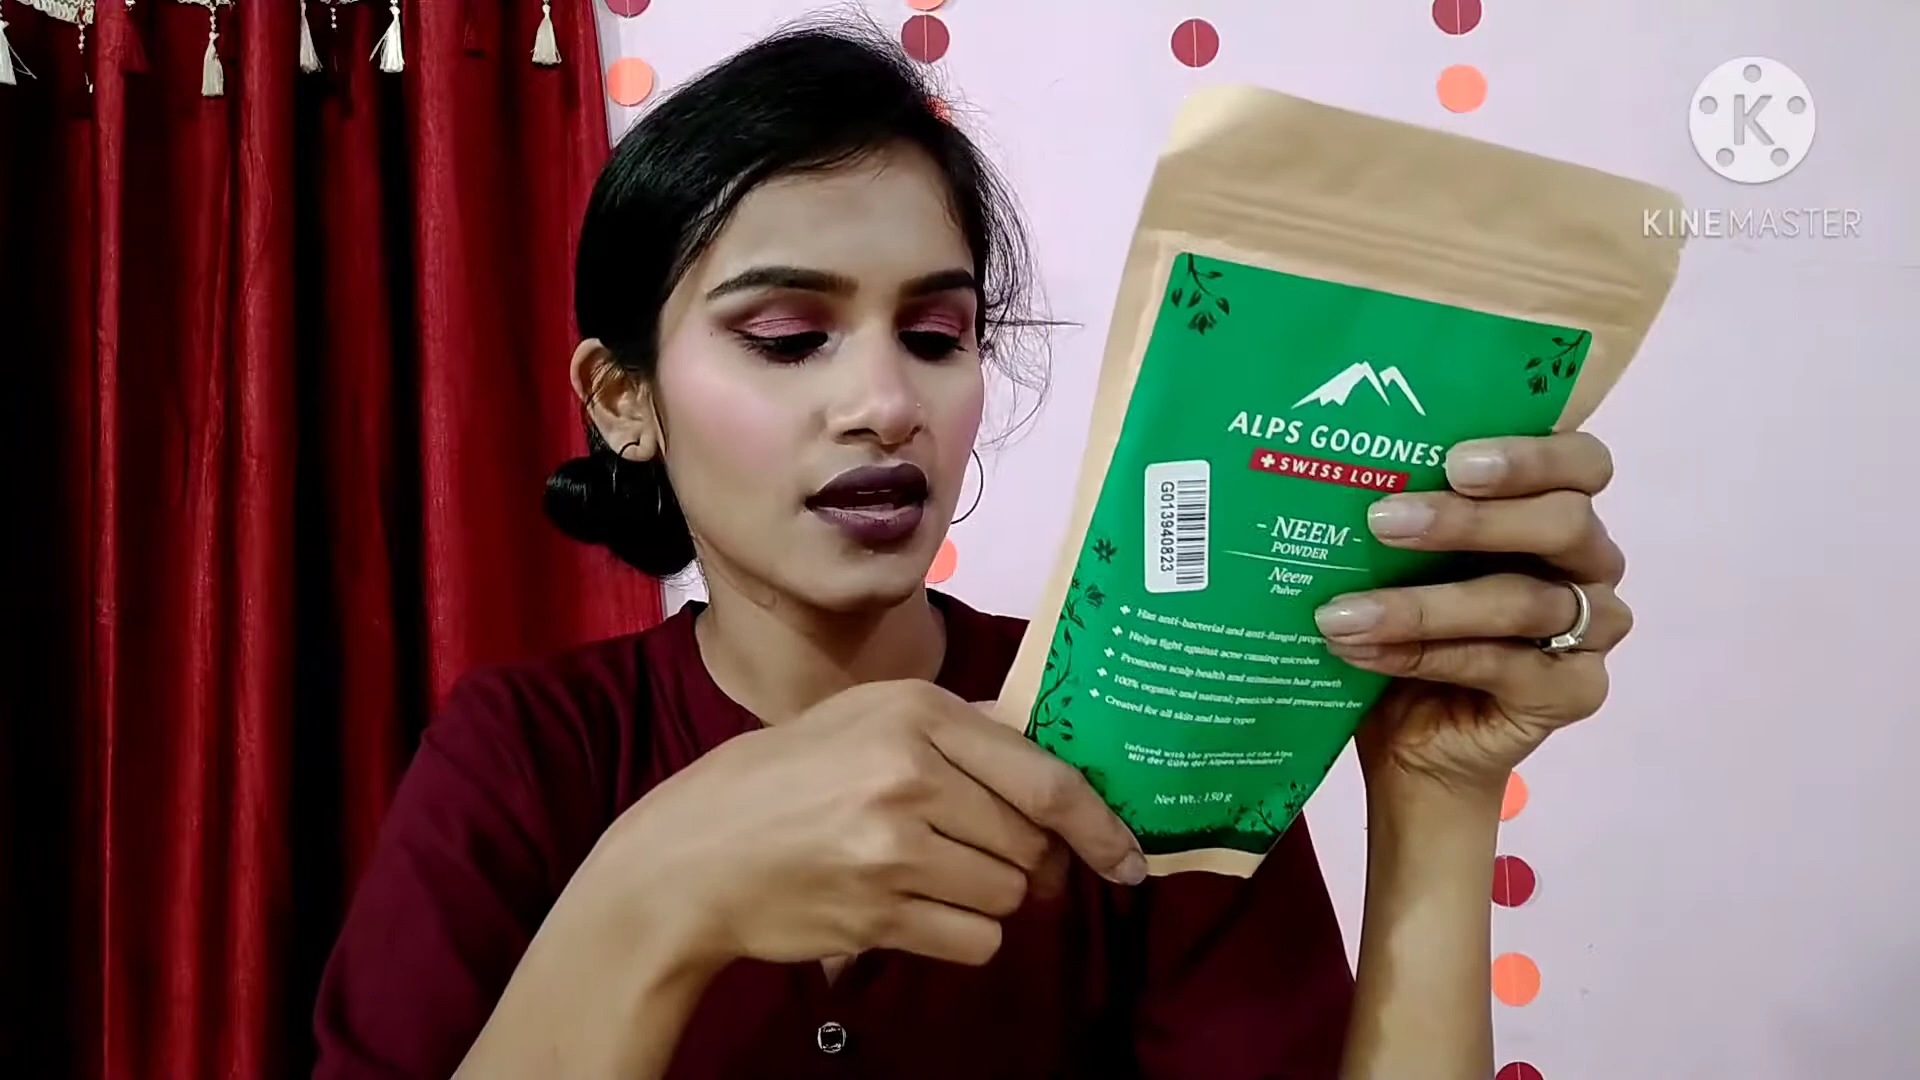 K
KINEMASTER
ALPS GOODNES
SWISS LOVE
G013940823
- NEEM -
POWDER
Neem
Pulver
Has anti-bacterial and anti-fungal prope
Helps fight against acne causing microbes
Promotes scalp health and stimulates hair growth
100% organic and natural; pesticide and preservative free
Created for all skin and hair types
Infused with the goodness of the Alps
Mit der Güte der Alpen
Net Wt.: 150 g